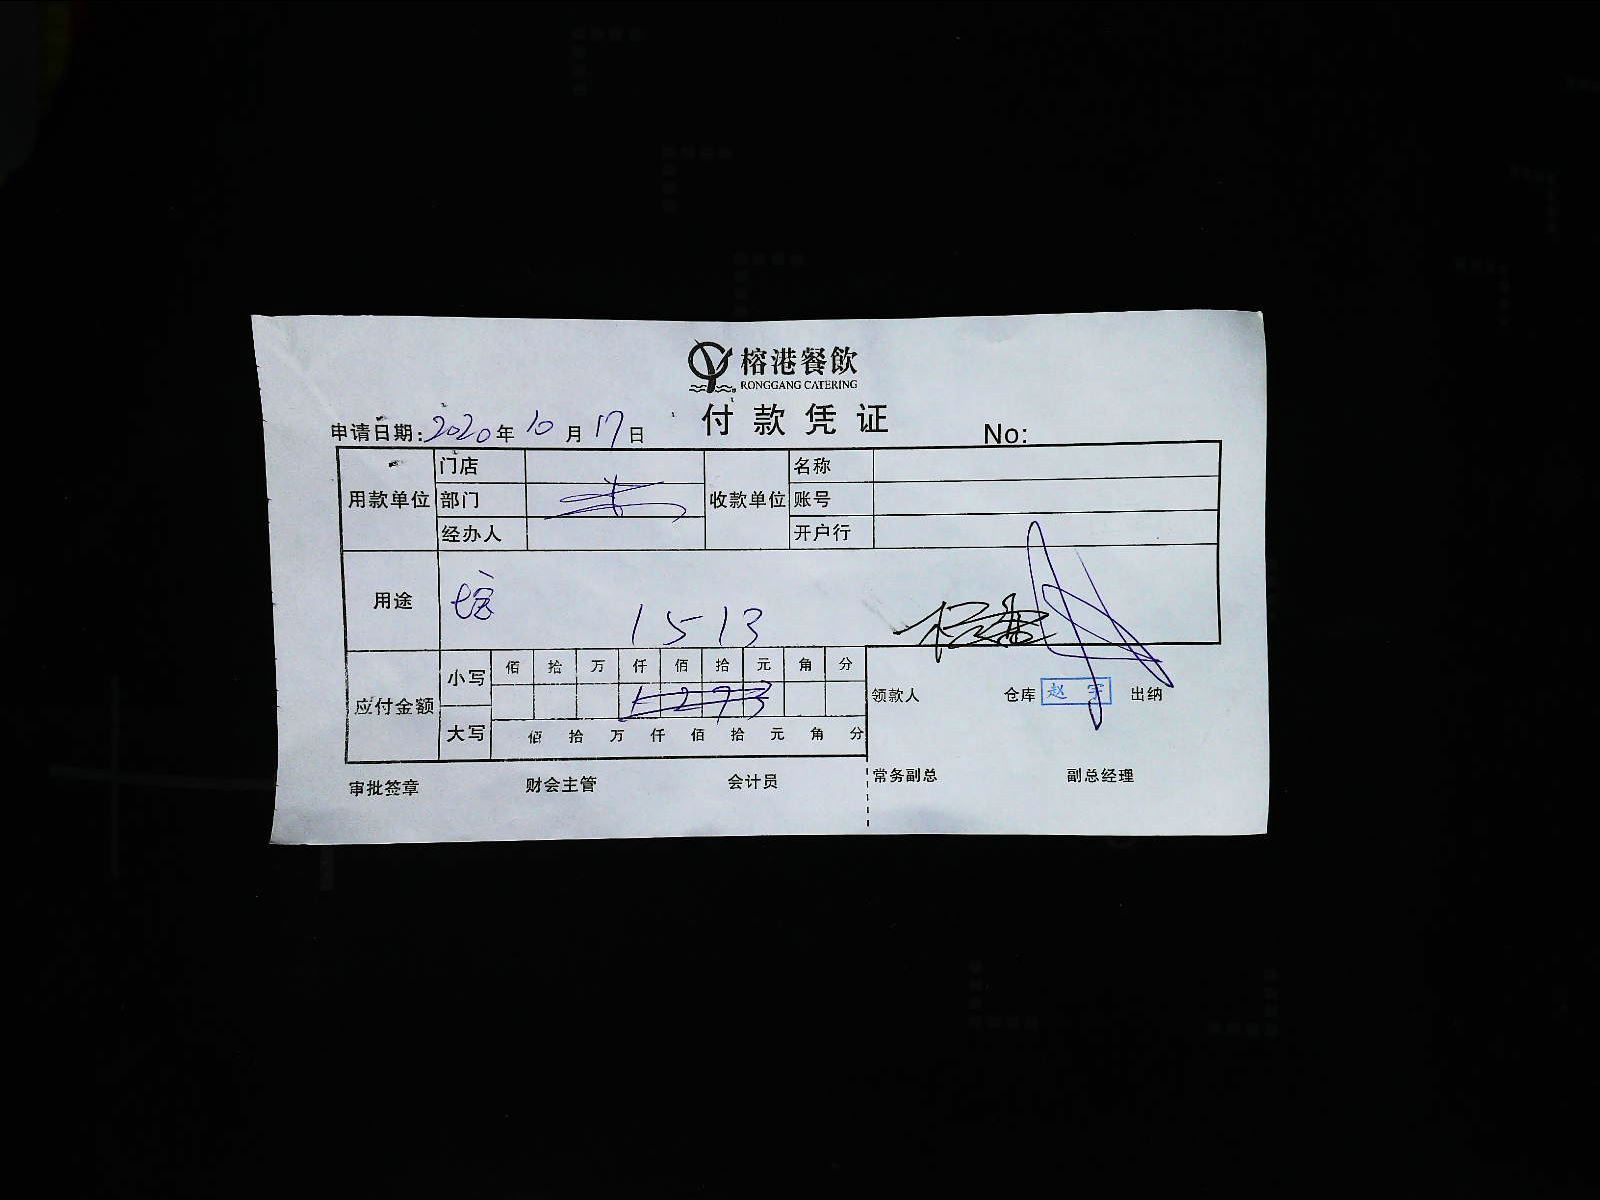 榕港餐飲
RONGGANG CATERING
付款凭证
申请日期:2020年10月17日 No:
用款单位 门店 收款单位 名称
部门 账号
经办人 开户行
用途
1513
应付金额 小写 佰 拾 万 仟 佰 拾 元 角 分
1273
大写 佰 拾 万 仟 佰 拾 元 角 分
领款人 仓库 赵宇 出纳
审批签章 财会主管 会计员 常务副总 副总经理